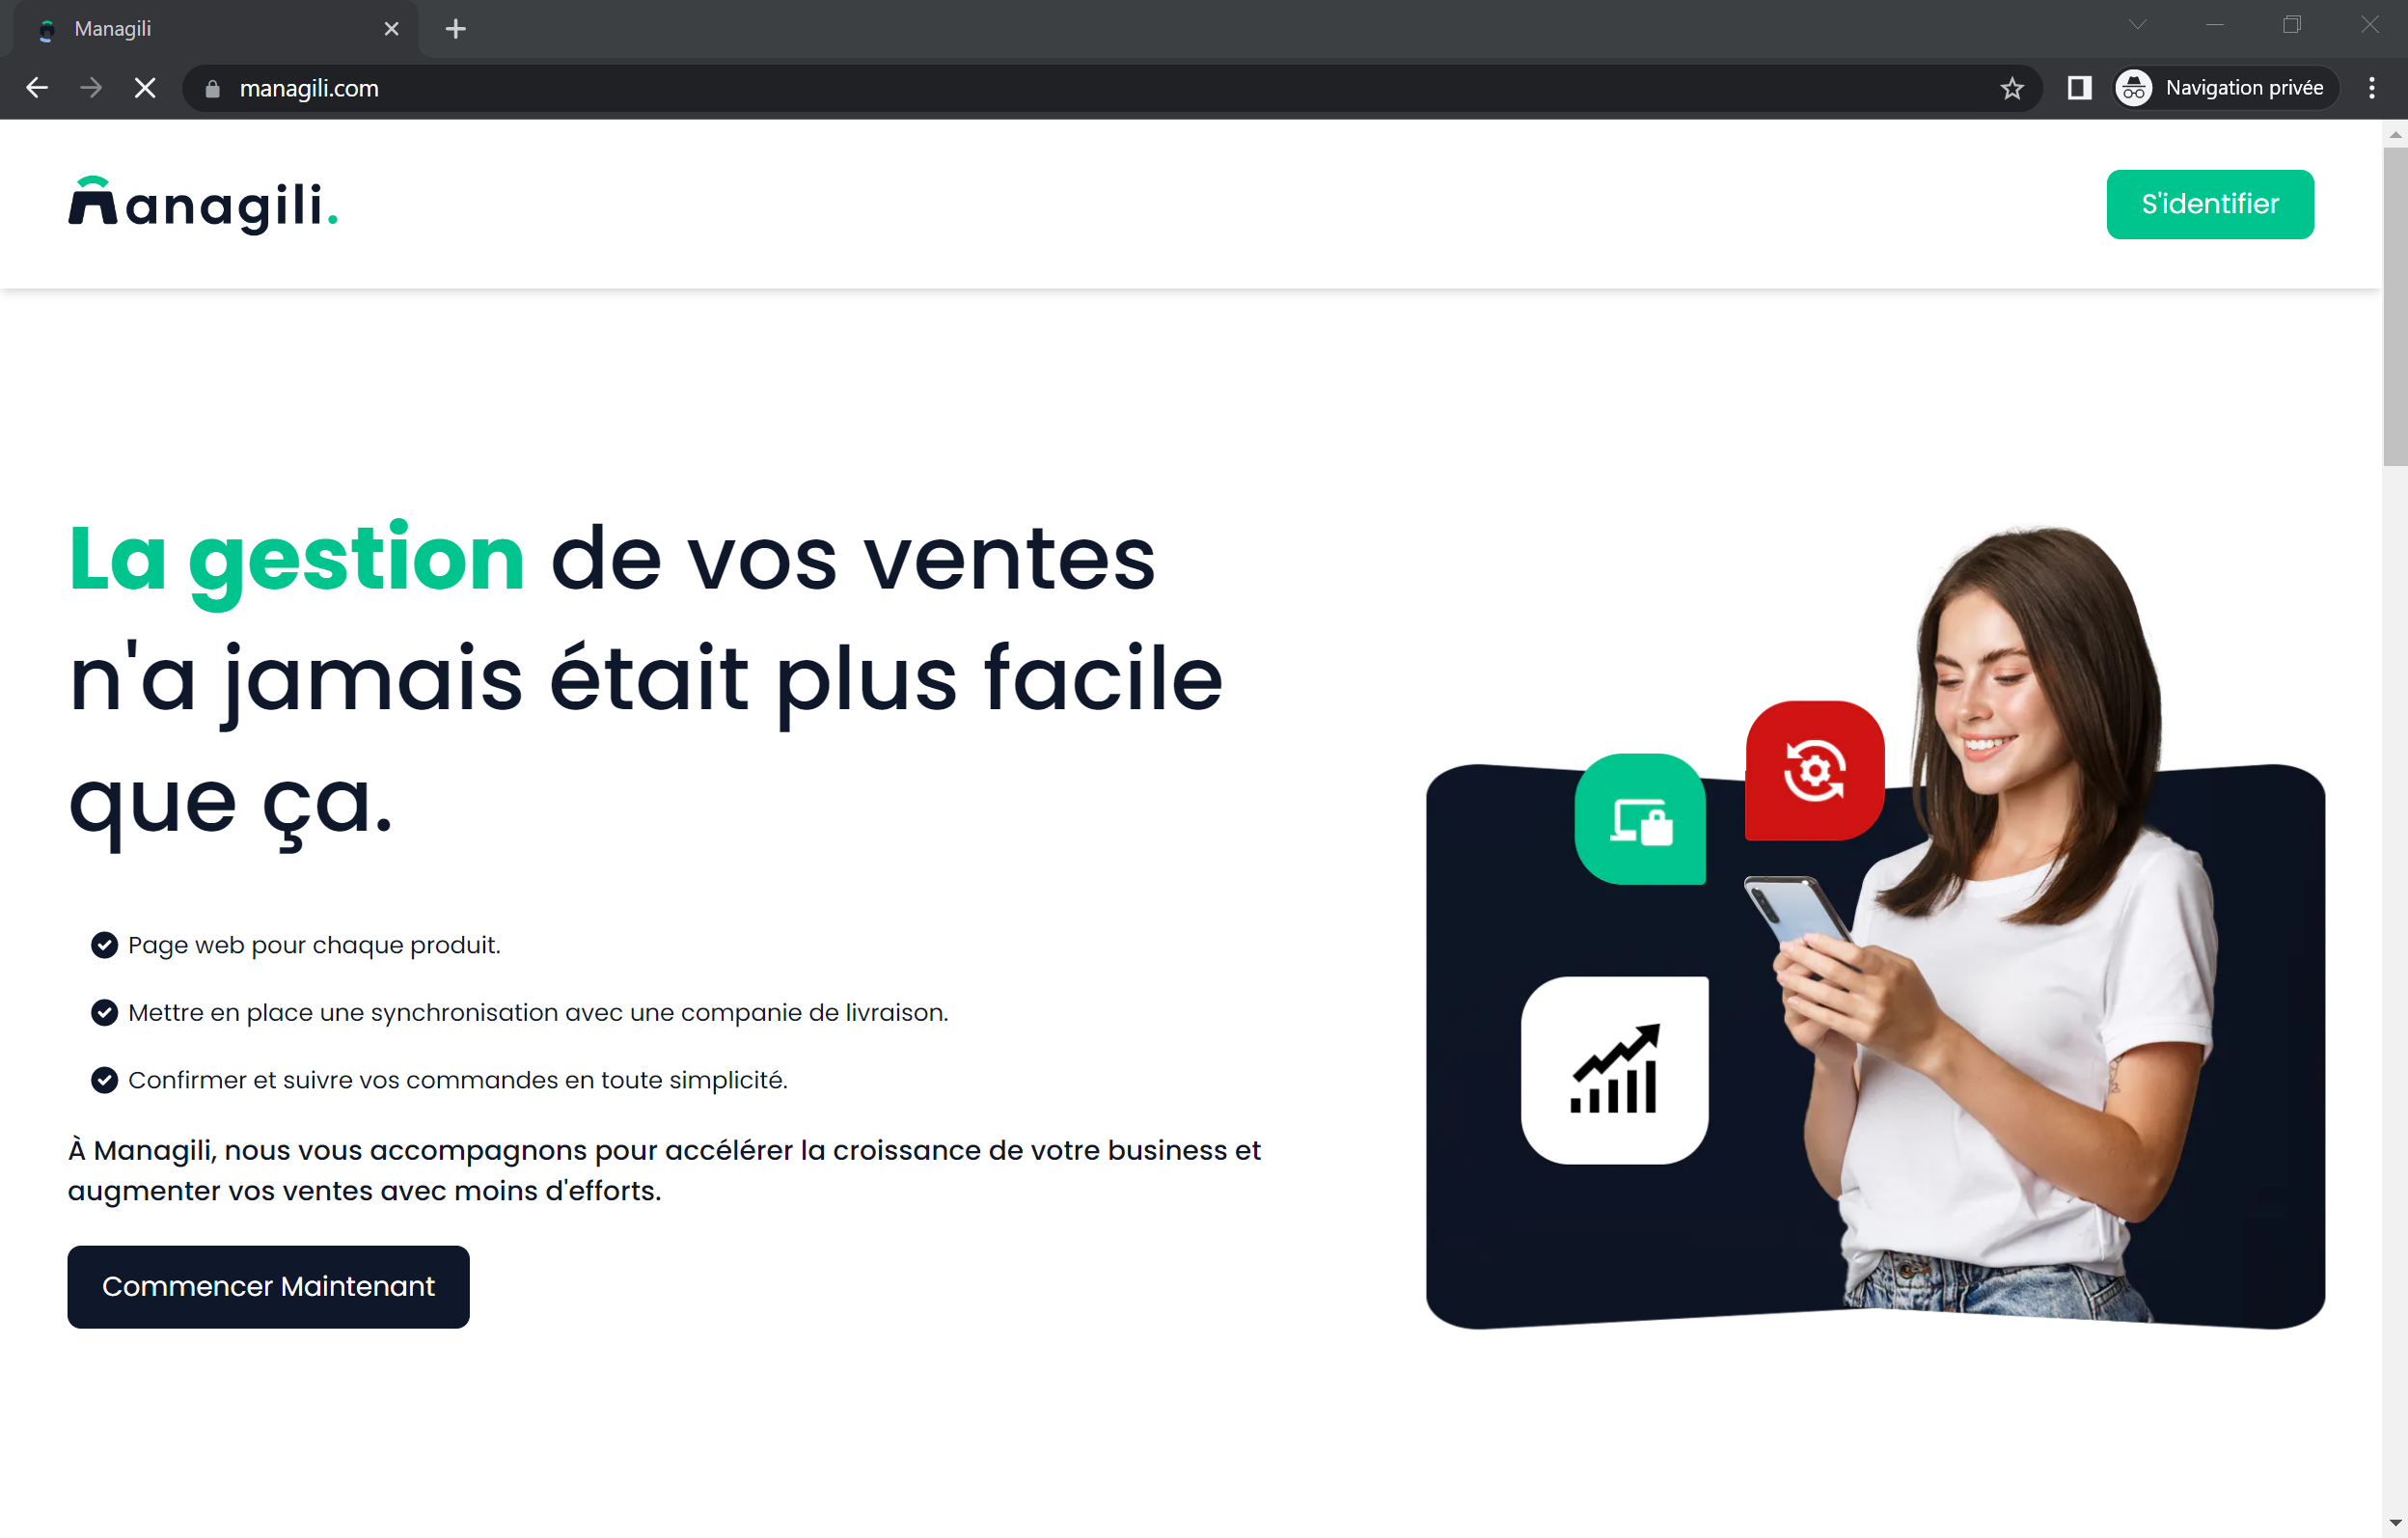 Managili
managili.com
Navigation privée
Managili.
S'identifier
La gestion de vos ventes
n'a jamais était plus facile
que ça.
Page web pour chaque produit.
Mettre en place une synchronisation avec une companie de livraison.
Confirmer et suivre vos commandes en toute simplicité.
À Managili, nous vous accompagnons pour accélérer la croissance de votre business et
augmenter vos ventes avec moins d'efforts.
Commencer Maintenant